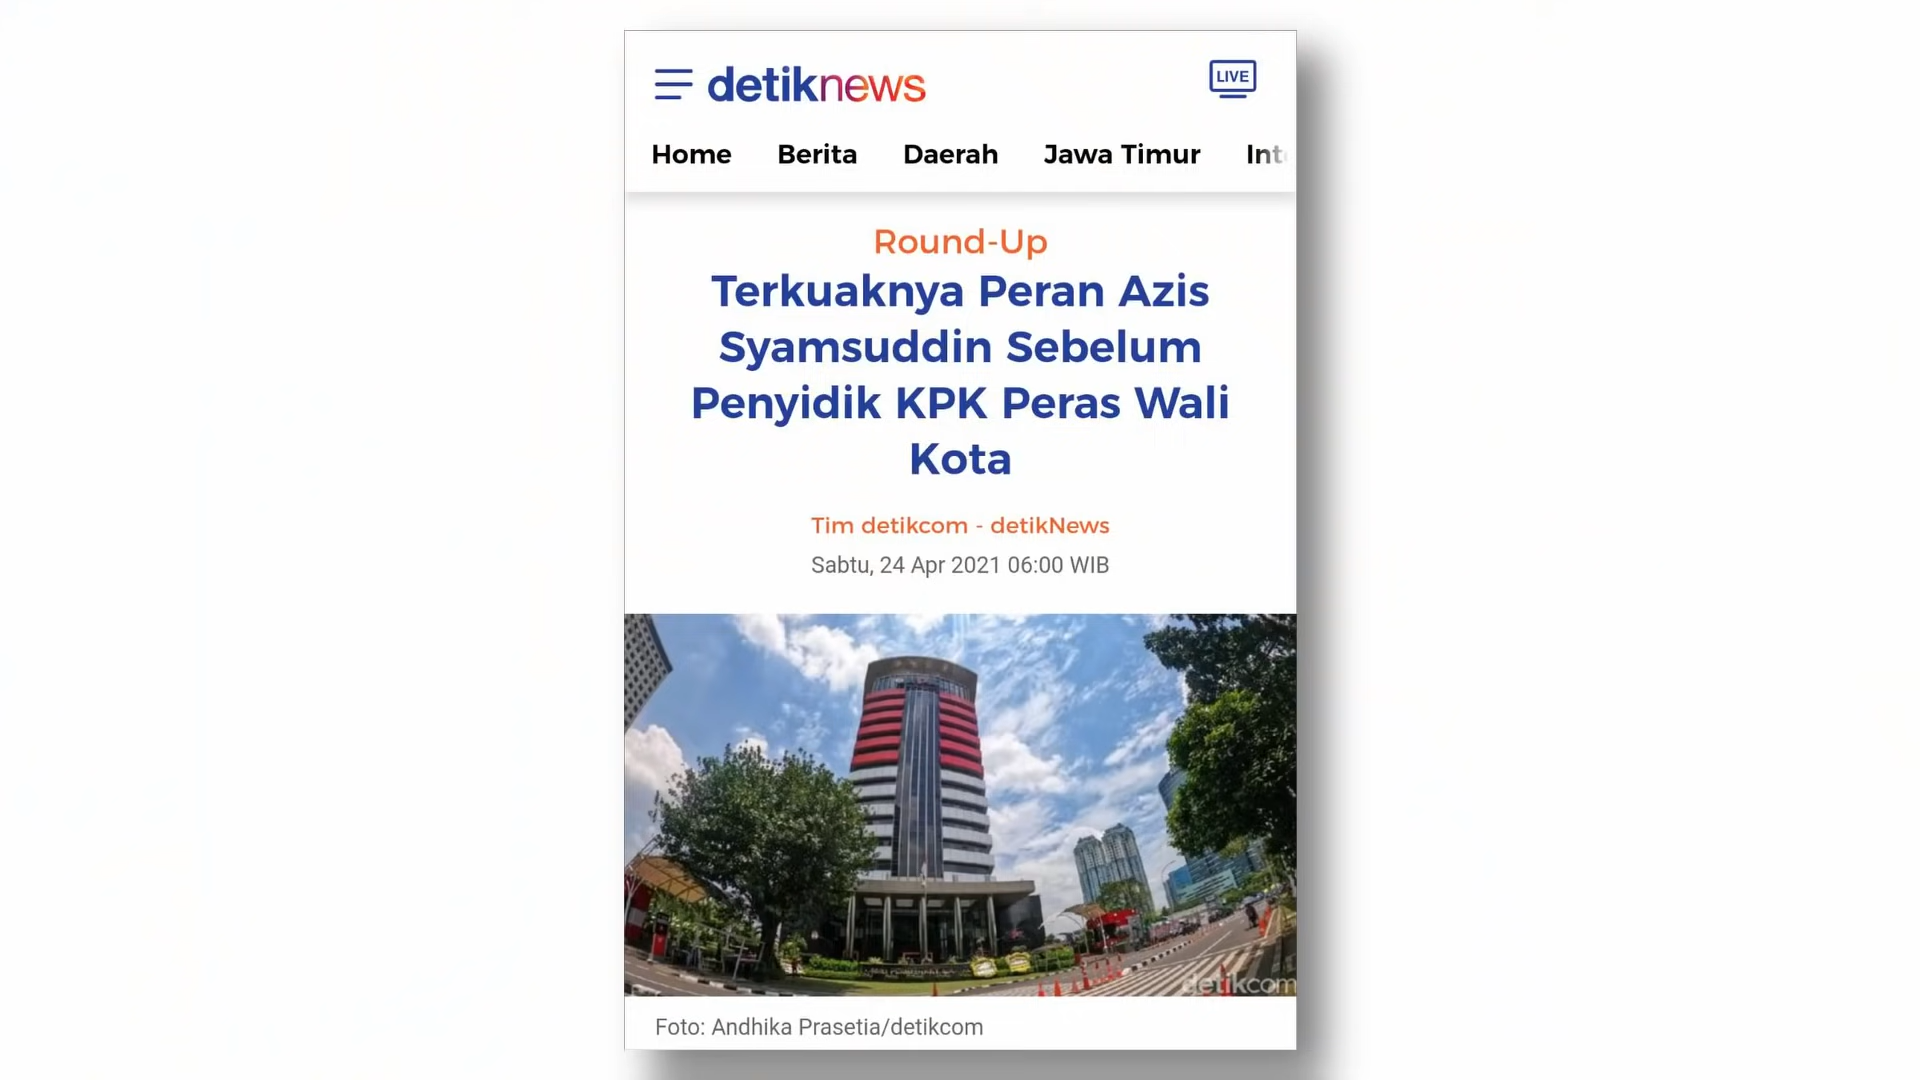 detiknews
LIVE
Home Berita Daerah Jawa Timur Int
Round-Up
Terkuaknya Peran Azis
Syamsuddin Sebelum
Penyidik KPK Peras Wali
Kota
Tim detikcom - detikNews
Sabtu, 24 Apr 2021 06:00 WIB
detikcom
Foto: Andhika Prasetia/detikcom